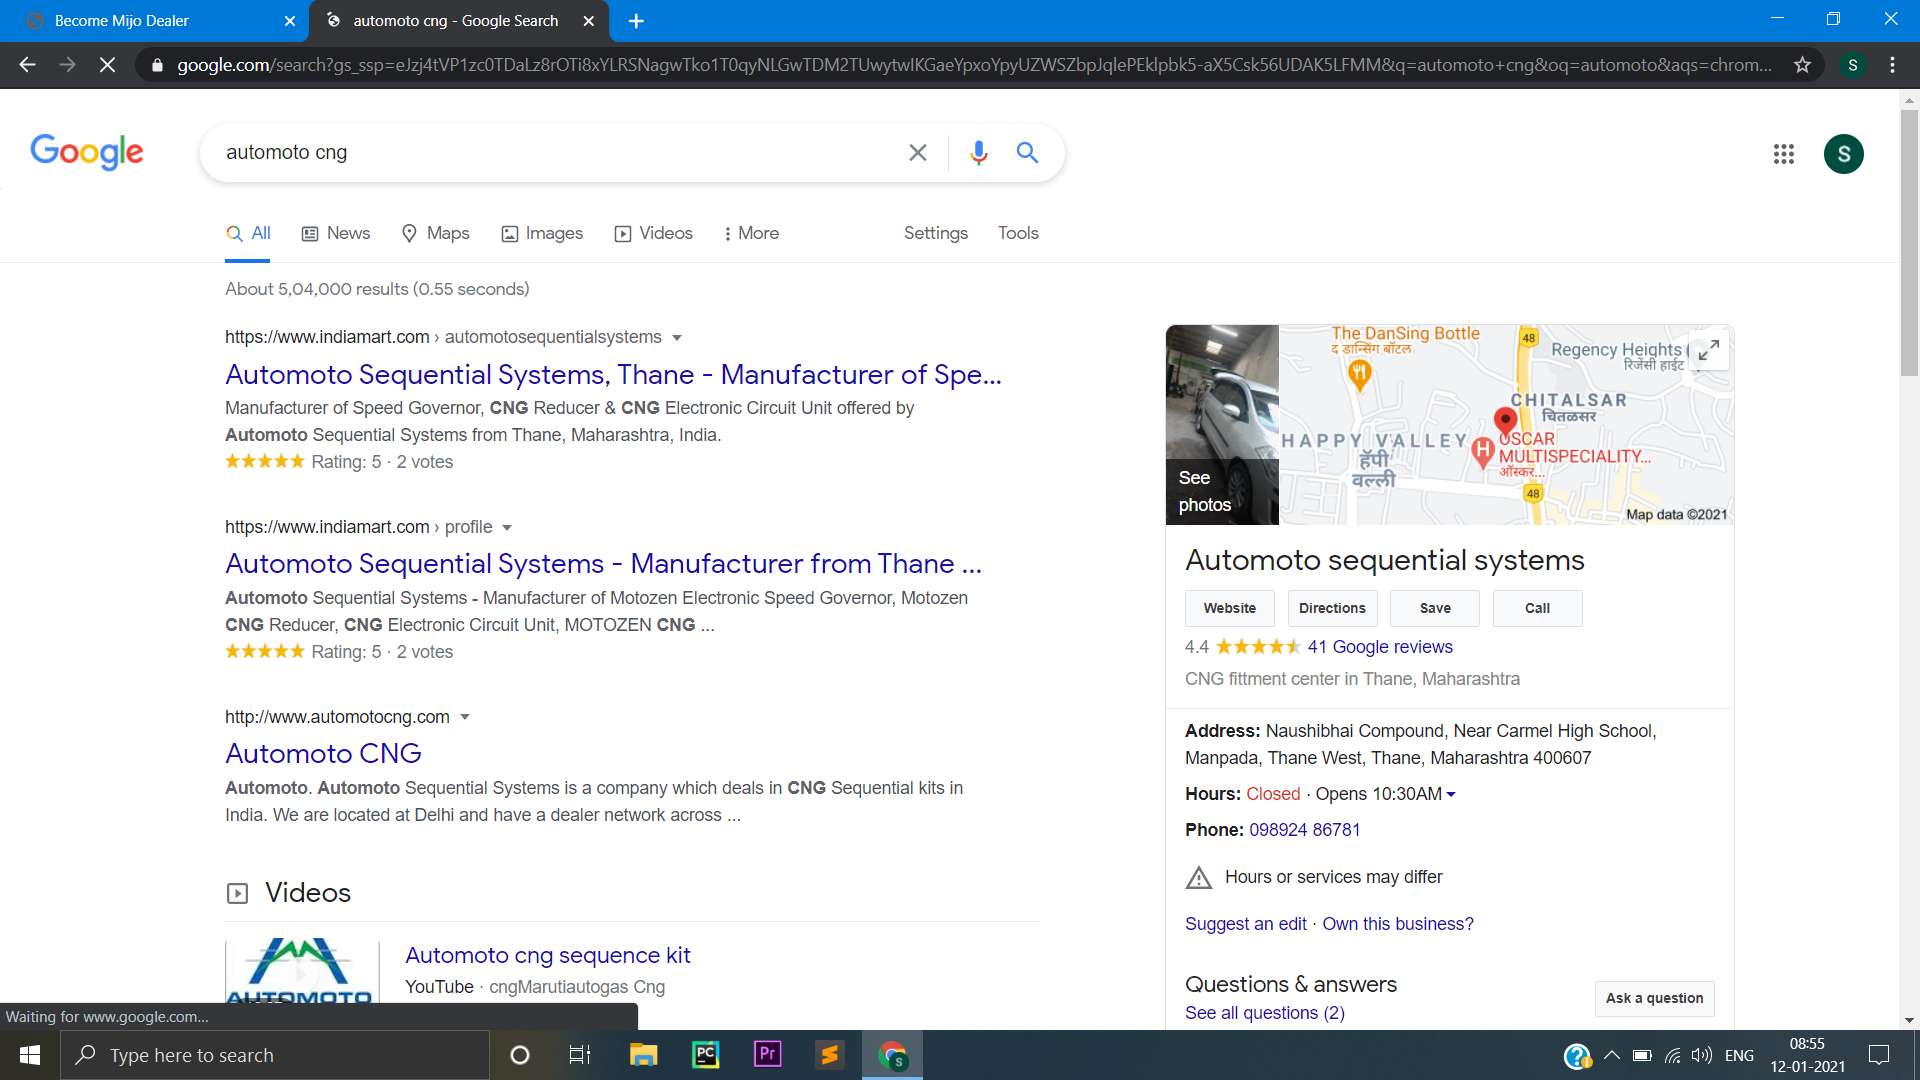 Become Mijo Dealer
automoto cng - Google Search
google.com/search?gs_ssp=eJzj4tVP1zc0TDaLz8rOTi8xYLRSNagwTko1T0qyNLGwTDM2TUwytwIKGaeYpxoYpyUZWSZbpJqlePEklpbk5-aX5Csk56UDAK5LFMM&q=automoto+cng&oq=automoto&aqs=chrom...
S
Google
automoto cng
S
All
News
Maps
Images
Videos
More
Settings
Tools
About 5,04,000 results (0.55 seconds)
https://www.indiamart.com › automotosequentialsystems
Automoto Sequential Systems, Thane - Manufacturer of Spe...
Manufacturer of Speed Governor, CNG Reducer & CNG Electronic Circuit Unit offered by
Automoto Sequential Systems from Thane, Maharashtra, India.
Rating: 5 · 2 votes
https://www.indiamart.com › profile
Automoto Sequential Systems - Manufacturer from Thane ...
Automoto Sequential Systems - Manufacturer of Motozen Electronic Speed Governor, Motozen
CNG Reducer, CNG Electronic Circuit Unit, MOTOZEN CNG ...
Rating: 5 · 2 votes
http://www.automotocng.com
Automoto CNG
Automoto. Automoto Sequential Systems is a company which deals in CNG Sequential kits in
India. We are located at Delhi and have a dealer network across ...
Videos
AUTOMOTO
Automoto cng sequence kit
YouTube · cngMarutiautogas Cng
See
photos
The DanSing Bottle
द डान्सिंग बॉटल
48
Regency Heights
रिजेंसी हाईट
CHITALSAR
चितळसर
HAPPY VALLEY
हॅपी
वल्ली
H
OSCAR
MULTISPECIALITY...
ऑस्कर...
48
Map data ©2021
Automoto sequential systems
Website
Directions
Save
Call
4.4
41 Google reviews
CNG fittment center in Thane, Maharashtra
Address: Naushibhai Compound, Near Carmel High School,
Manpada, Thane West, Thane, Maharashtra 400607
Hours: Closed · Opens 10:30AM
Phone: 098924 86781
Hours or services may differ
Suggest an edit · Own this business?
Questions & answers
See all questions (2)
Ask a question
Waiting for www.google.com...
Type here to search
PC
Pr
S
ENG
08:55
12-01-2021